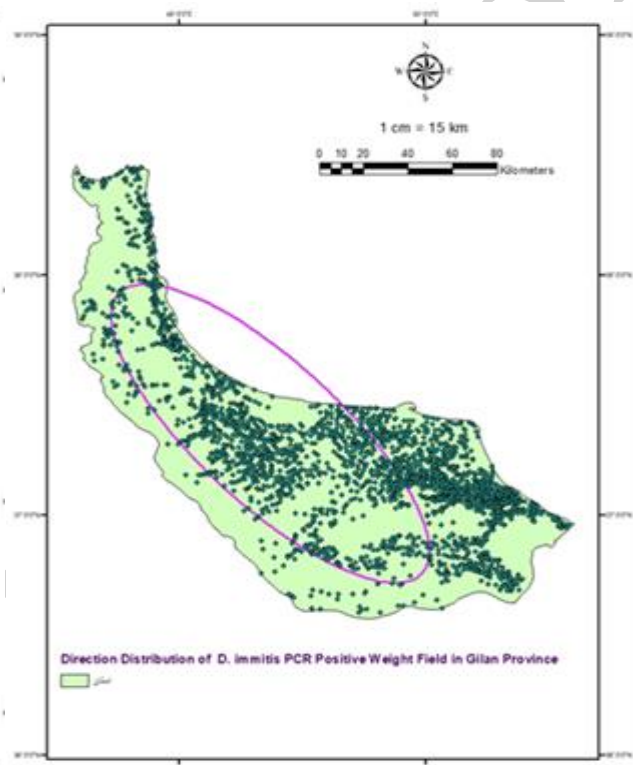 N
W E
S
1 cm = 15 km
0 10 20 40 60 80
Kilometers
Direction Distribution of D. immitis PCR Positive Weight Field in Gilan Province